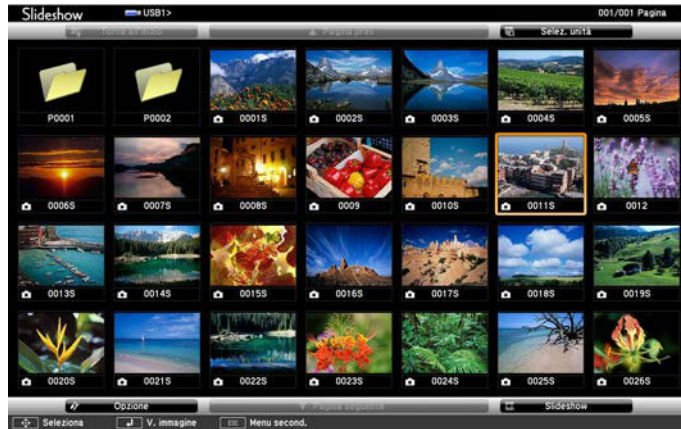 Slideshow USB1> 001/001 Pagina
Torna all'inizio ▲ Pagina prec. Selez. unità
P0001 P0002 0001S 0002S 0003S 0004S 0005S
0006S 0007S 0008S 0009 0010S 0011S 0012
0013S 0014S 0015S 0016S 0017S 0018S 0019S
0020S 0021S 0022S 0023S 0024S 0025S 0026S
Opzione ▼ Pagina seguente Slideshow
Seleziona V. immagine ESC Menu second.